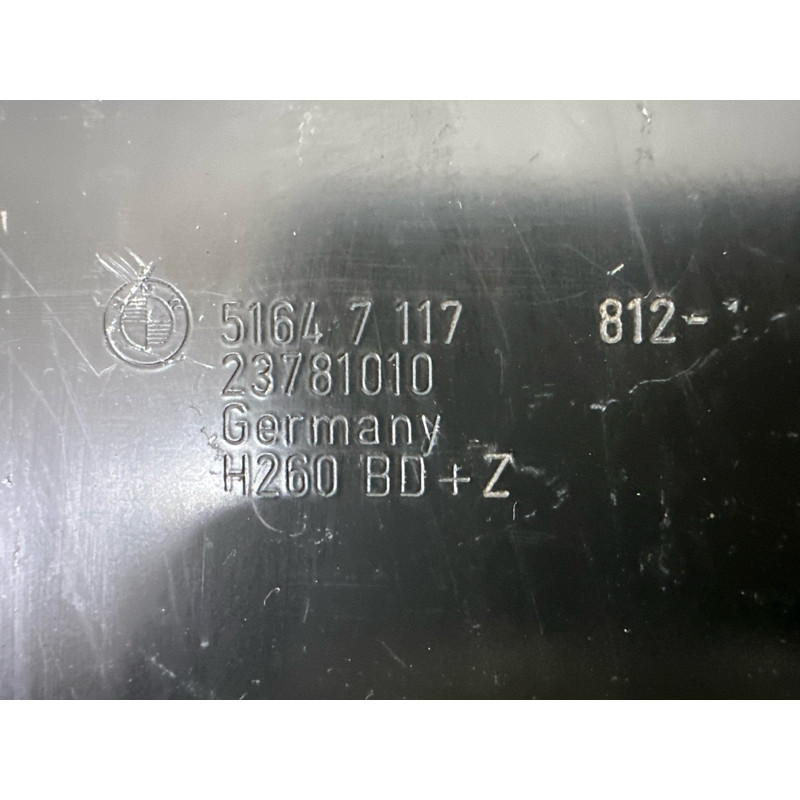 5164 7 117 812-
23781010
Germany
H260 BD+Z